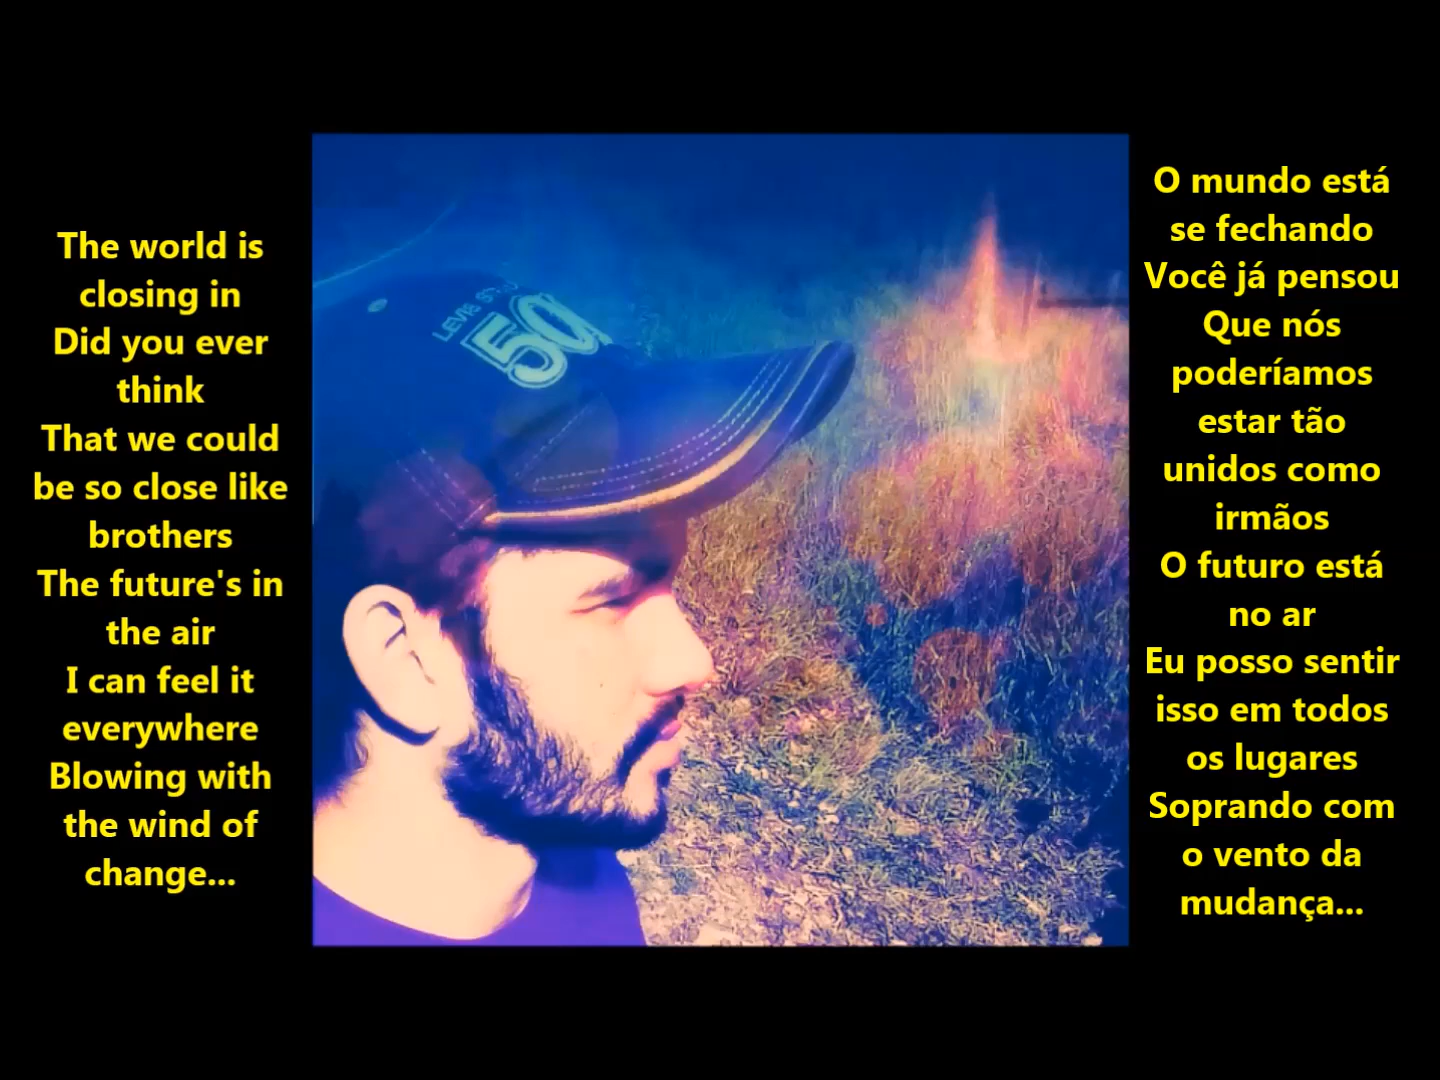 The world is
closing in
Did you ever
think
That we could
be so close like
brothers
The future's in
the air
I can feel it
everywhere
Blowing with
the wind of
change...
50
O mundo está
se fechando
Você já pensou
Que nós
poderíamos
estar tão
unidos como
irmãos
O futuro está
no ar
Eu posso sentir
isso em todos
os lugares
Soprando com
o vento da
mudança...